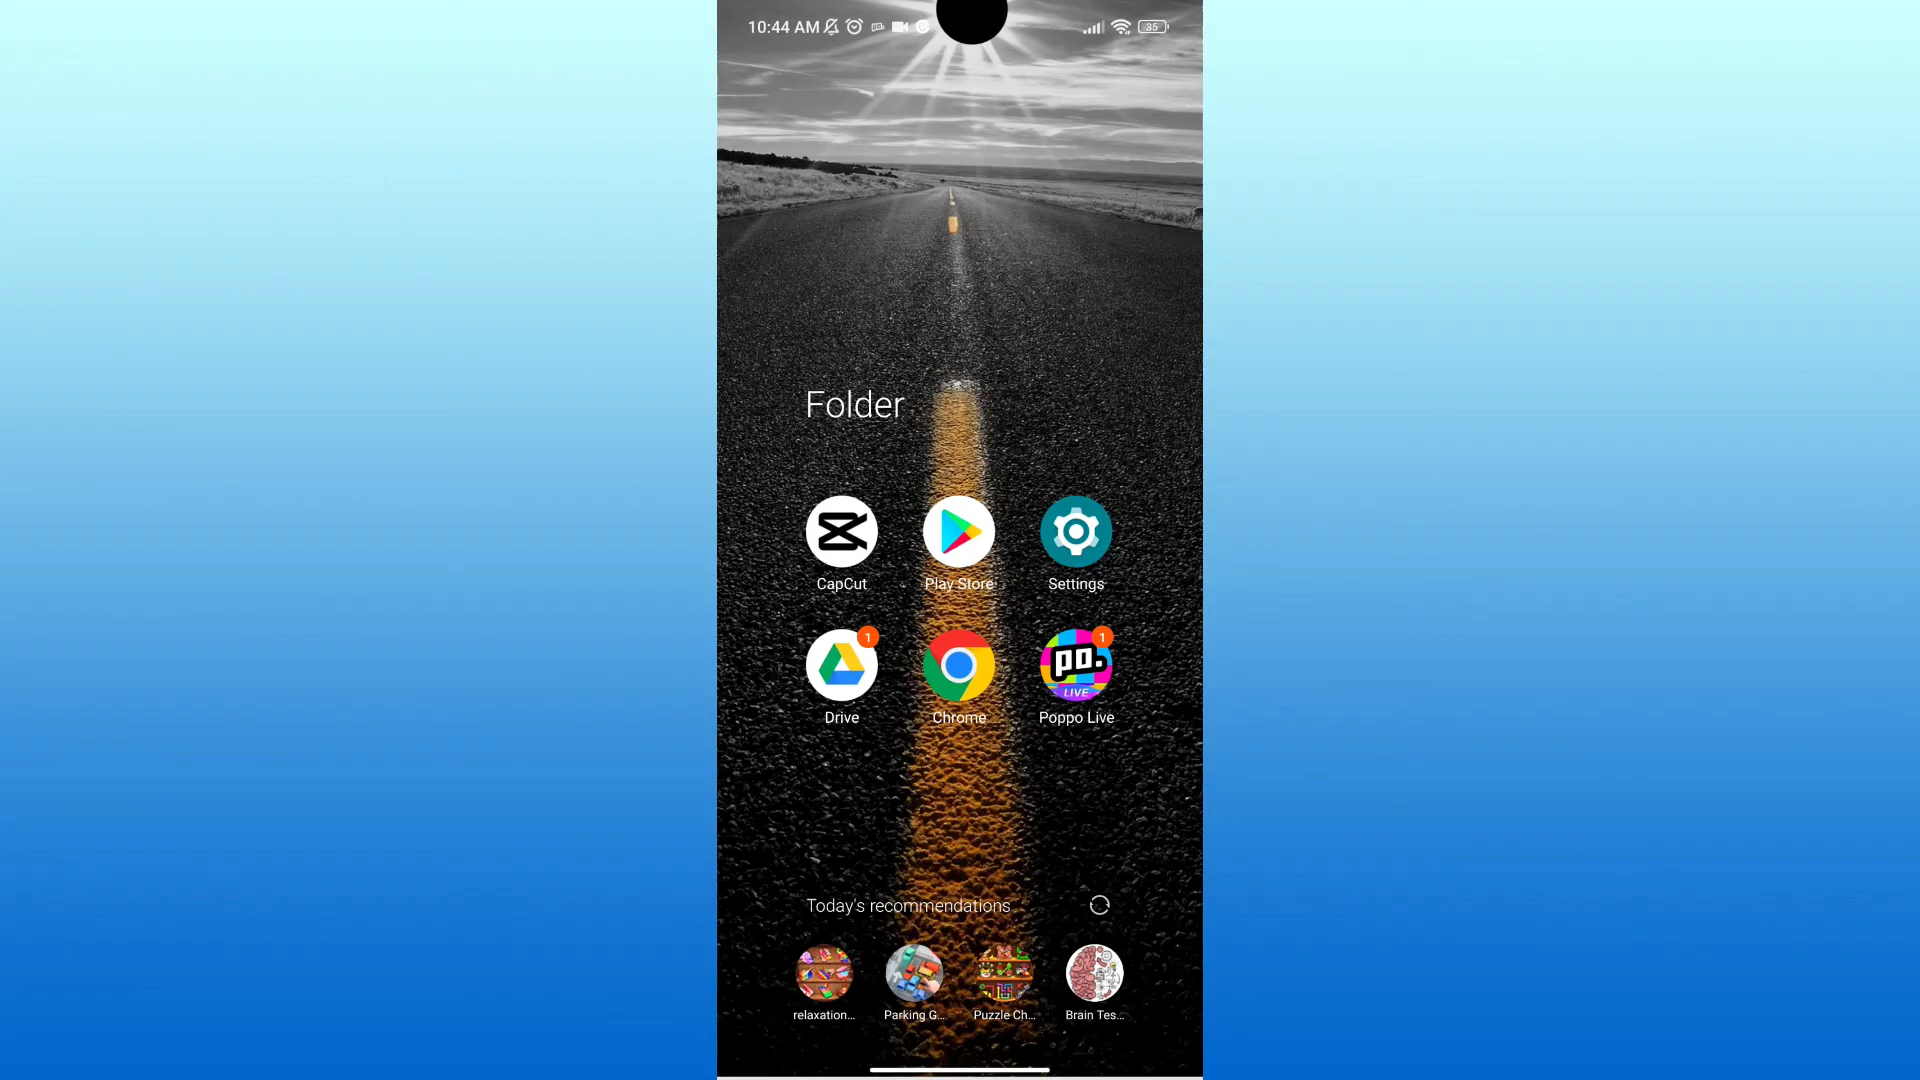 10:44 AM 35
Folder
CapCut Play Store Settings
1 po. LIVE 1
Drive Chrome Poppo Live
Today's recommendations
relaxation... Parking G... Puzzle Ch... Brain Tes...